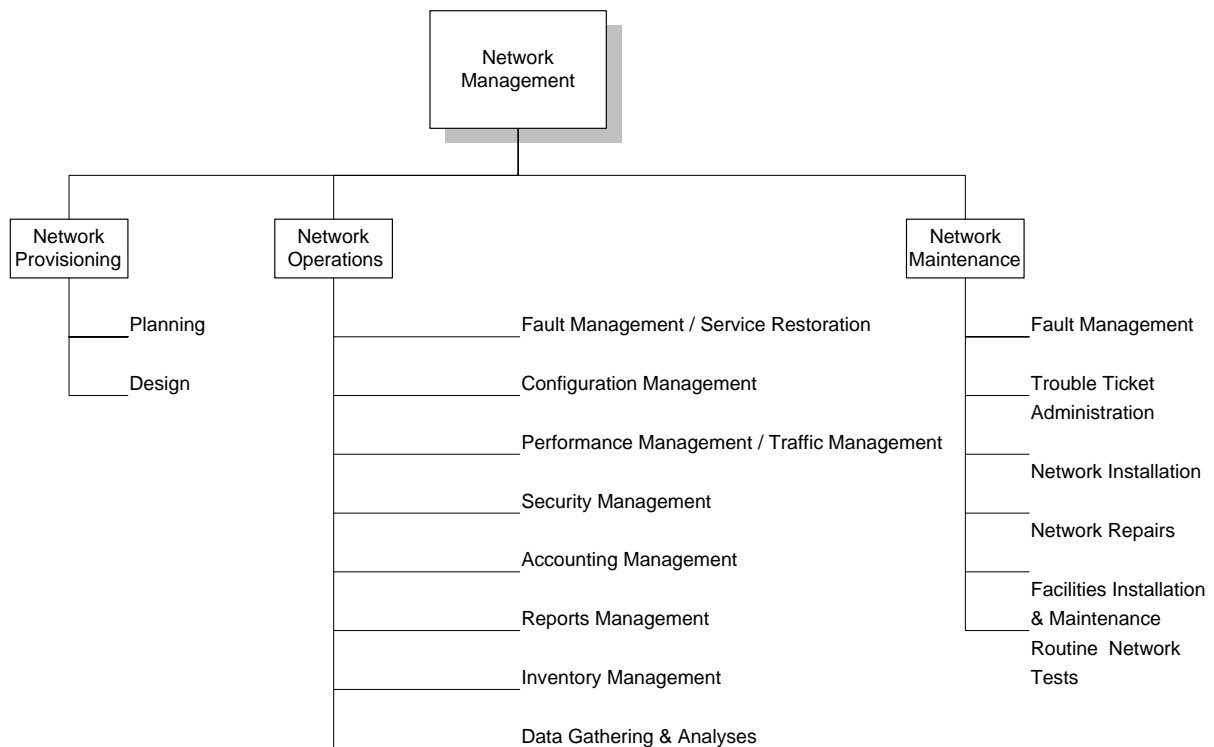 Network
Management
Network
Provisioning
Planning
Design
Network
Operations
Fault Management / Service Restoration
Configuration Management
Performance Management / Traffic Management
Security Management
Accounting Management
Reports Management
Inventory Management
Data Gathering & Analyses
Network
Maintenance
Fault Management
Trouble Ticket
Administration
Network Installation
Network Repairs
Facilities Installation
& Maintenance
Routine Network
Tests